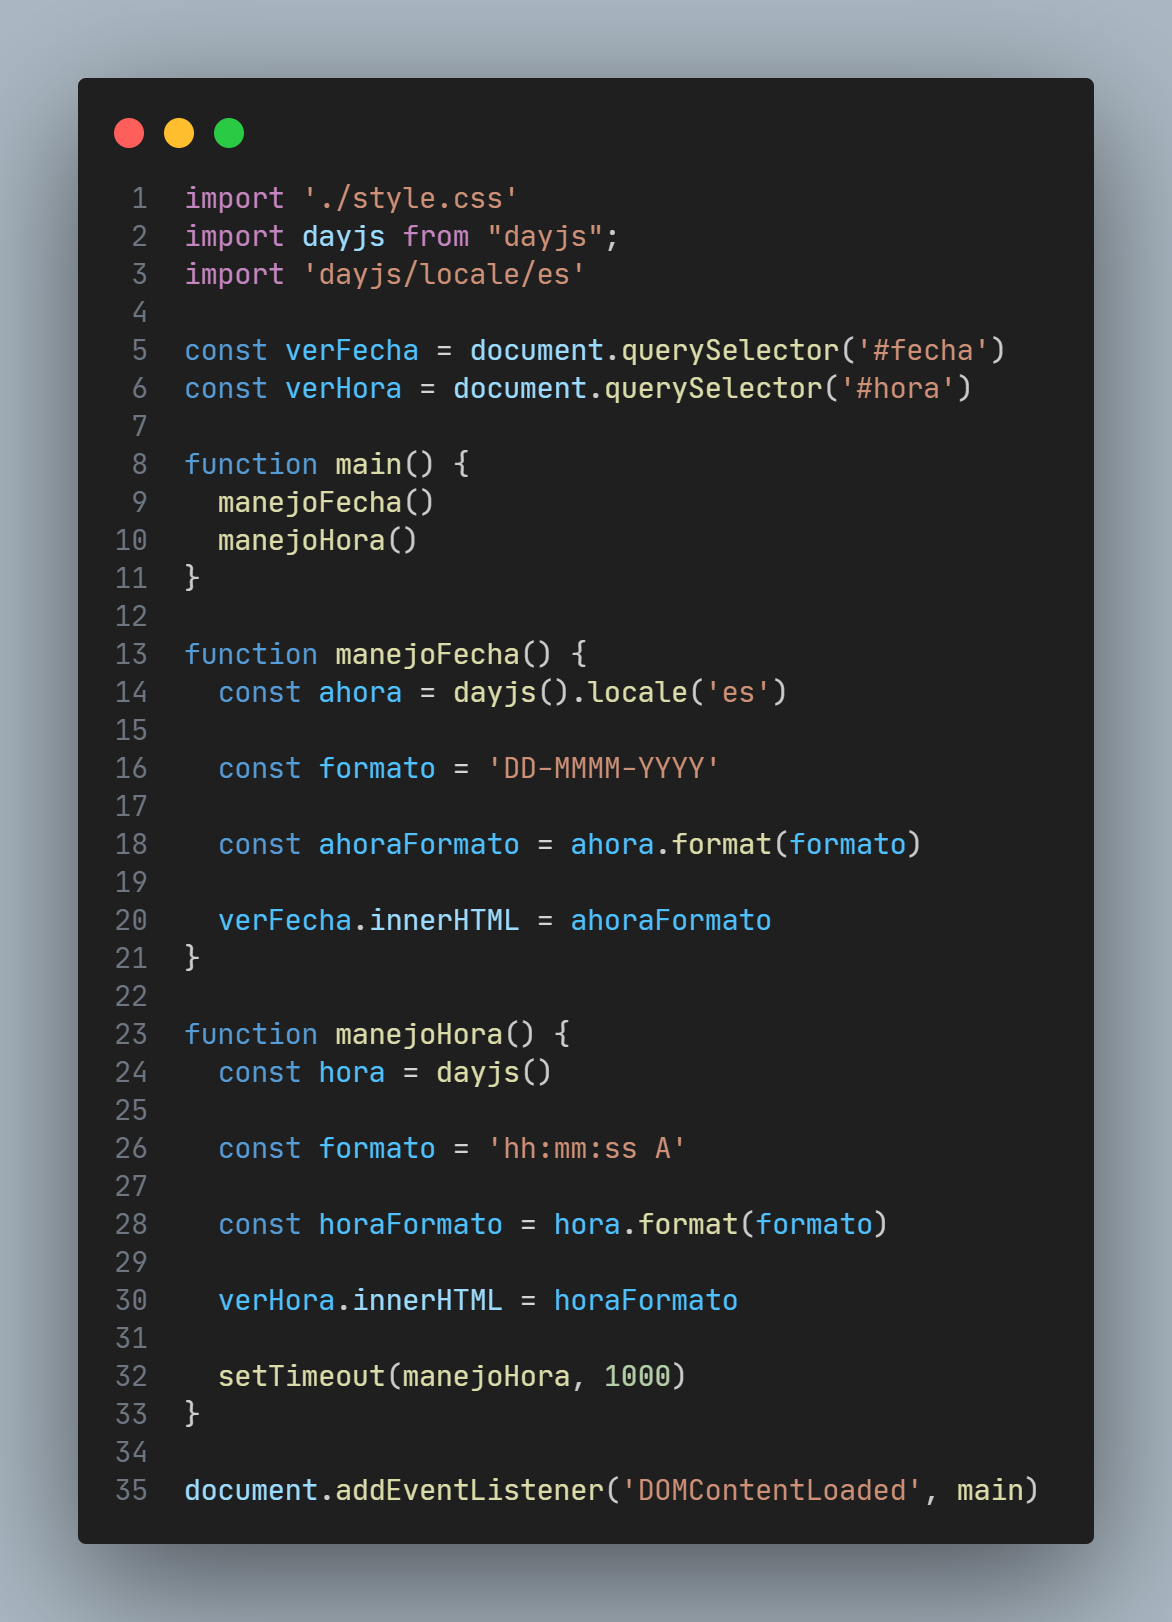 1 import './style.css'
2 import dayjs from "dayjs";
3 import 'dayjs/locale/es'
4
5 const verFecha = document.querySelector('#fecha')
6 const verHora = document.querySelector('#hora')
7
8 function main() {
9   manejoFecha()
10   manejoHora()
11 }
12
13 function manejoFecha() {
14   const ahora = dayjs().locale('es')
15
16   const formato = 'DD-MMMM-YYYY'
17
18   const ahoraFormato = ahora.format(formato)
19
20   verFecha.innerHTML = ahoraFormato
21 }
22
23 function manejoHora() {
24   const hora = dayjs()
25
26   const formato = 'hh:mm:ss A'
27
28   const horaFormato = hora.format(formato)
29
30   verHora.innerHTML = horaFormato
31
32   setTimeout(manejoHora, 1000)
33 }
34
35 document.addEventListener('DOMContentLoaded', main)